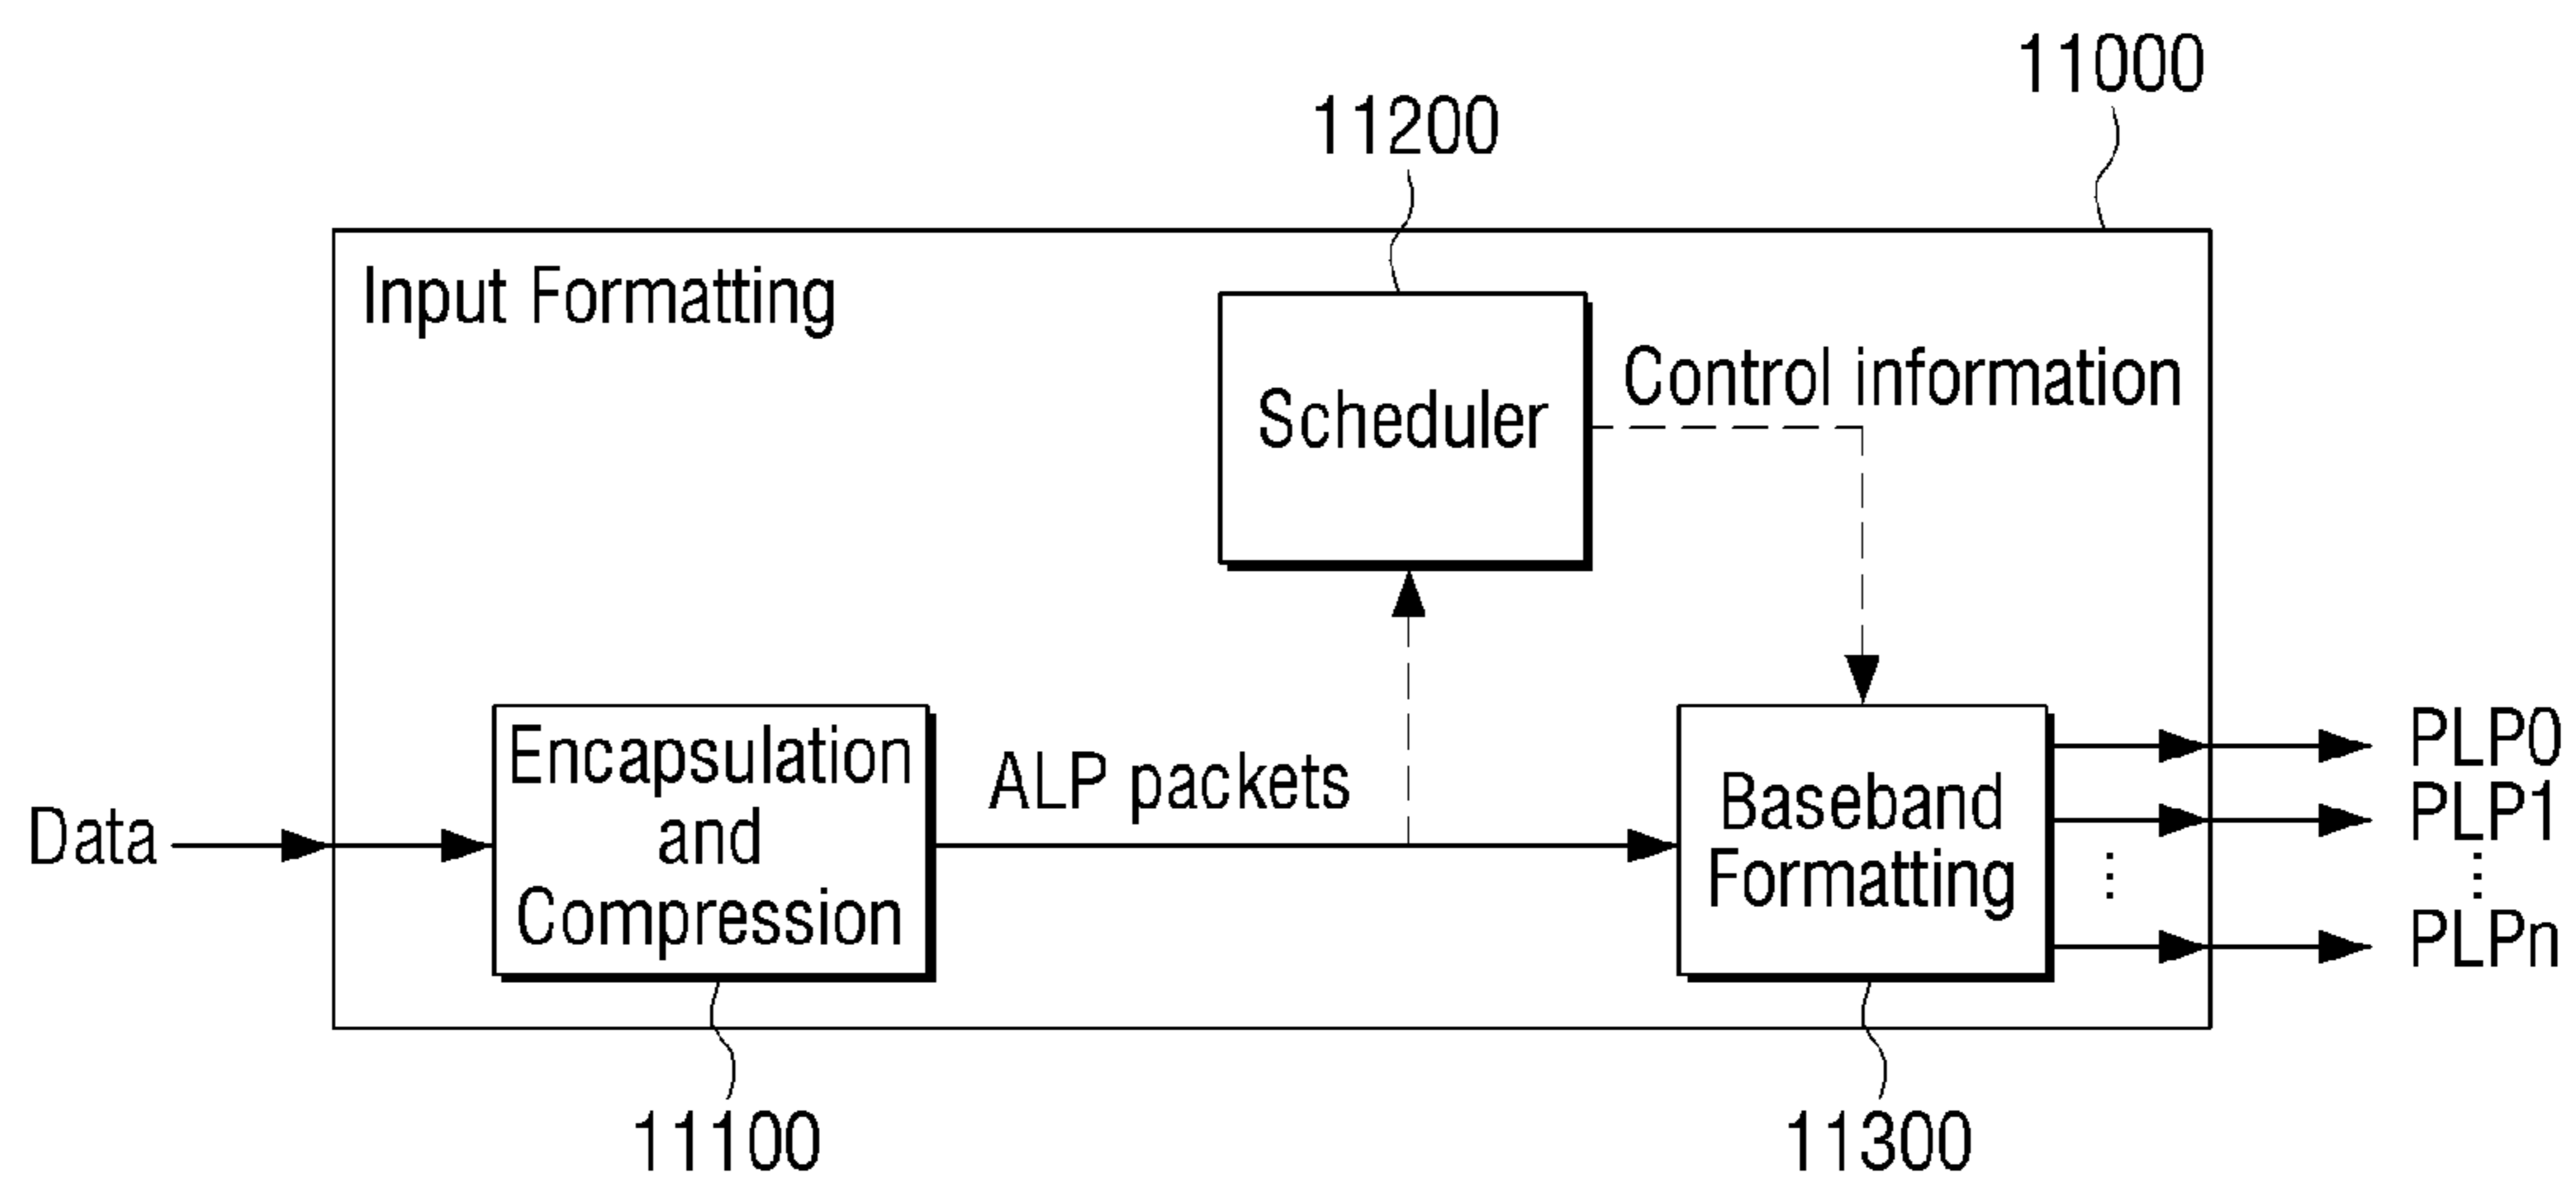 11000
11200
Input Formatting
Scheduler
Control information
Encapsulation
and
Compression
ALP packets
Data
Baseband
Formatting
PLP0
PLP1
⋮
⋮
PLPn
11100
11300